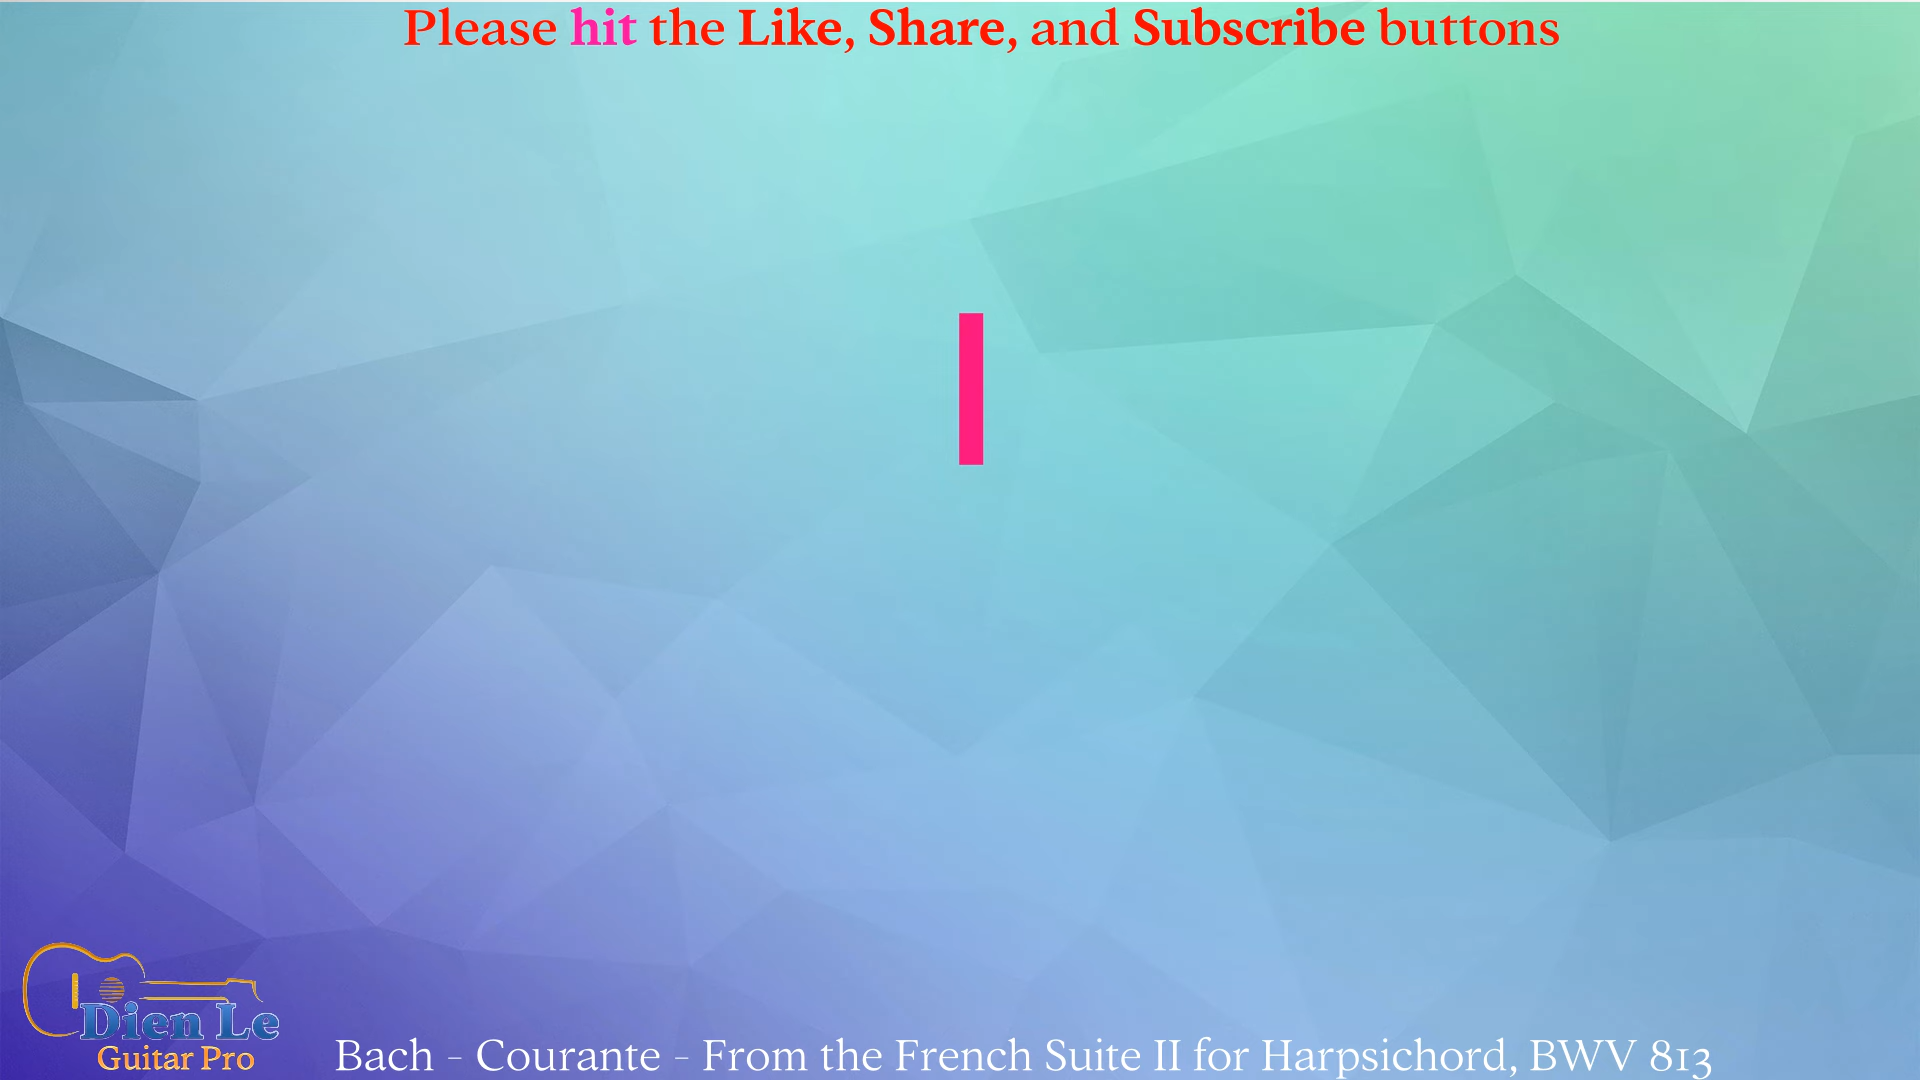 Please hit the Like, Share, and Subscribe buttons
Dien Le
Guitar Pro
Bach - Courante - From the French Suite II for Harpsichord, BWV 813